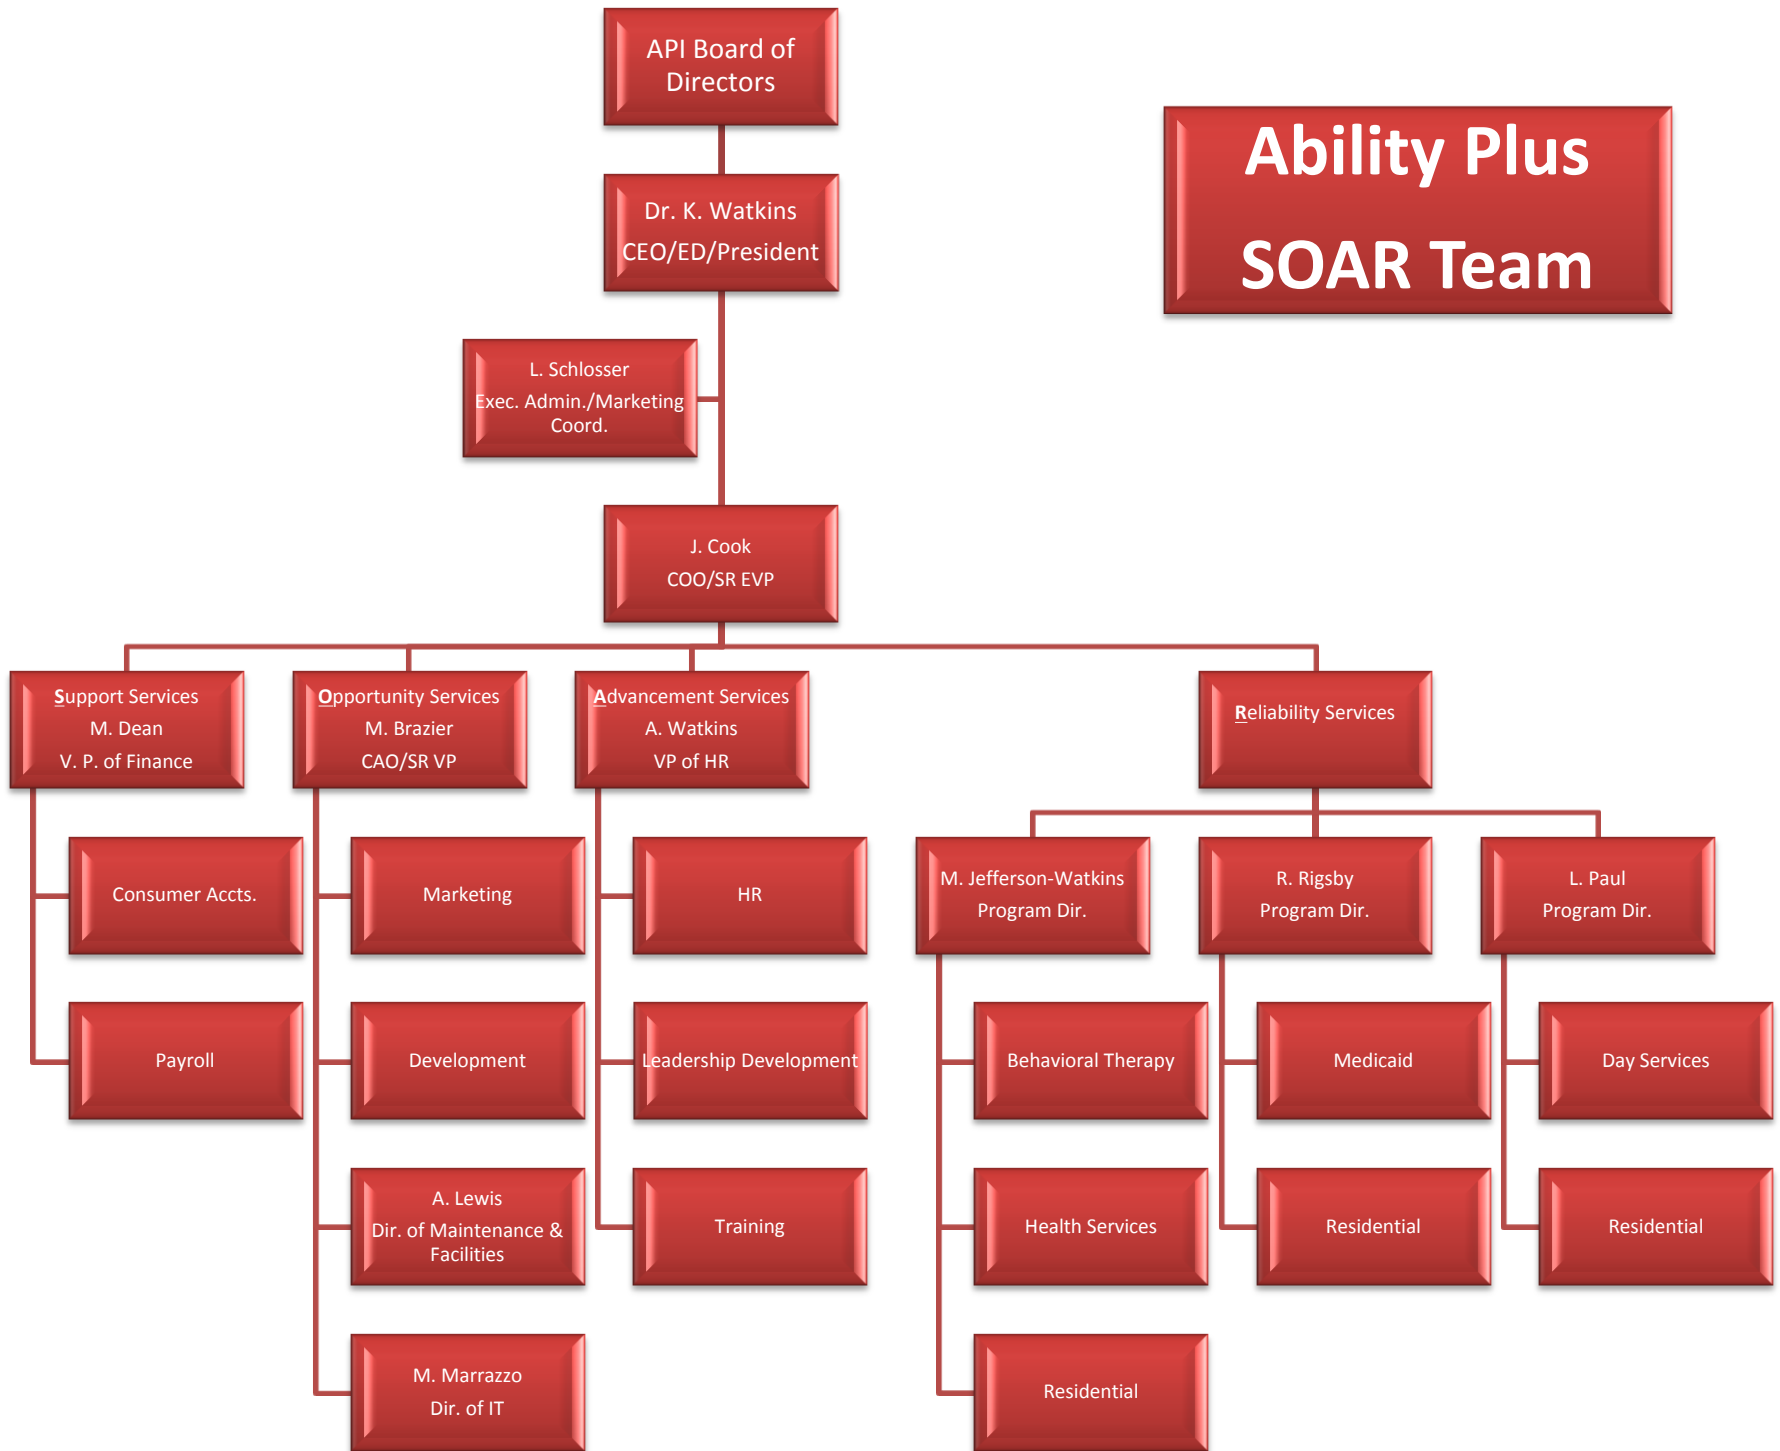 API Board of
Directors
Ability Plus
SOAR Team
Dr. K. Watkins
CEO/ED/President
L. Schlosser
Exec. Admin./Marketing
Coord.
J. Cook
COO/SR EVP
Support Services
M. Dean
V. P. of Finance
Opportunity Services
M. Brazier
CAO/SR VP
Advancement Services
A. Watkins
VP of HR
Reliability Services
Consumer Accts.
Payroll
Marketing
Development
A. Lewis
Dir. of Maintenance &
Facilities
M. Marrazzo
Dir. of IT
HR
Leadership Development
Training
M. Jefferson-Watkins
Program Dir.
Behavioral Therapy
Health Services
Residential
R. Rigsby
Program Dir.
Medicaid
Residential
L. Paul
Program Dir.
Day Services
Residential